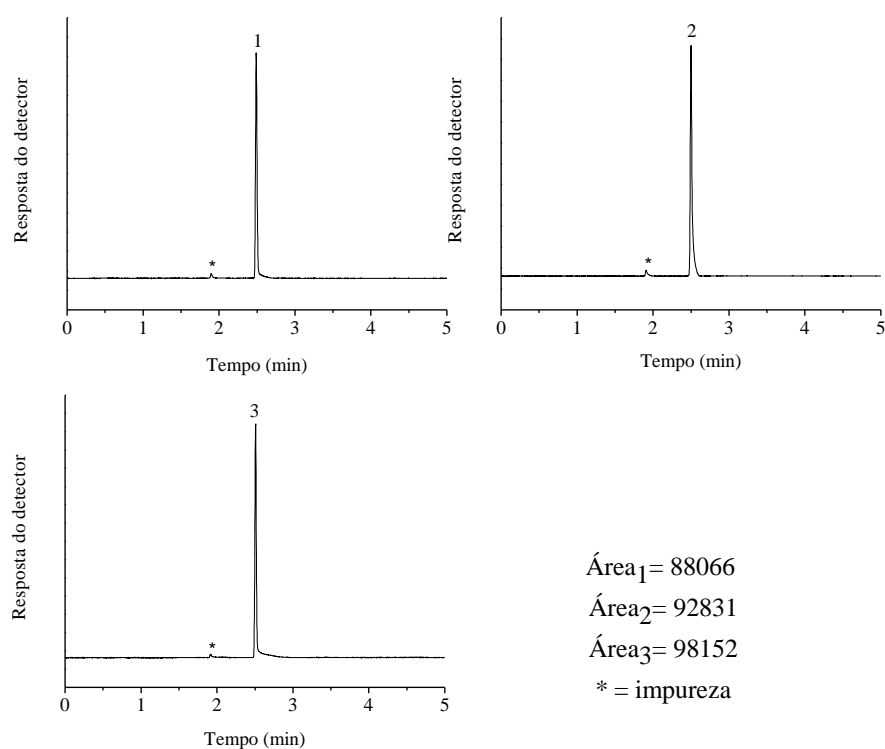 1
*
Resposta do detector
0 1 2 3 4 5
Tempo (min)
2
*
Resposta do detector
0 1 2 3 4 5
Tempo (min)
3
*
Resposta do detector
0 1 2 3 4 5
Tempo (min)
Área1= 88066
Área2= 92831
Área3= 98152
* = impureza